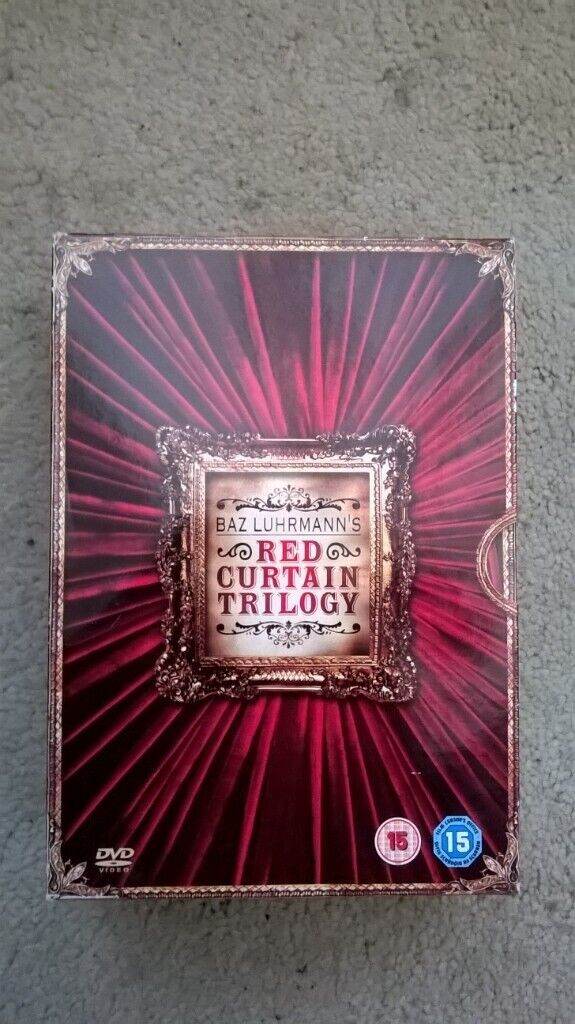 BAZ LUHRMANN'S
RED
CURTAIN
TRILOGY
DVD
VIDEO
15
15